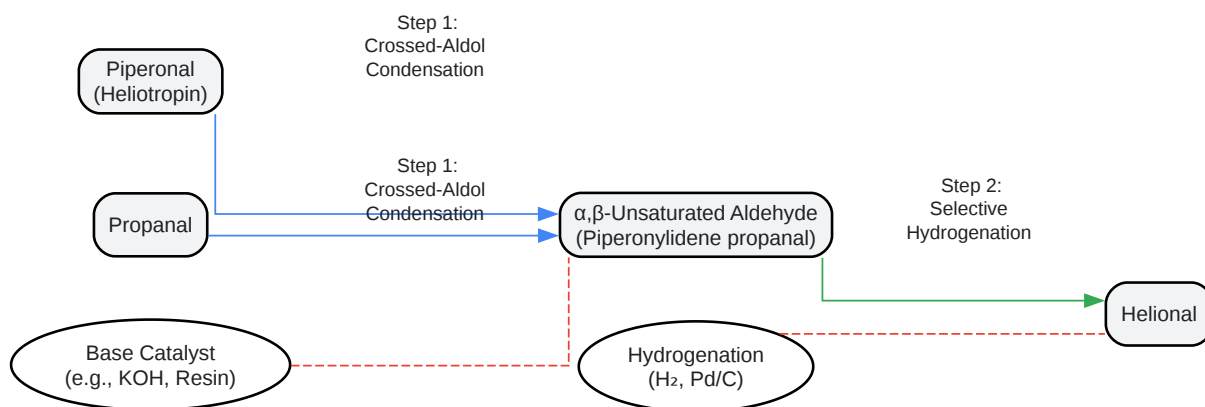 Step 1:
Crossed-Aldol
Condensation
Piperonal
(Heliotropin)
Step 1:
Crossed-Aldol
Condensation
Propanal
α,β-Unsaturated Aldehyde
(Piperonylidene propanal)
Step 2:
Selective
Hydrogenation
Helional
Base Catalyst
(e.g., KOH, Resin)
Hydrogenation
(H₂, Pd/C)